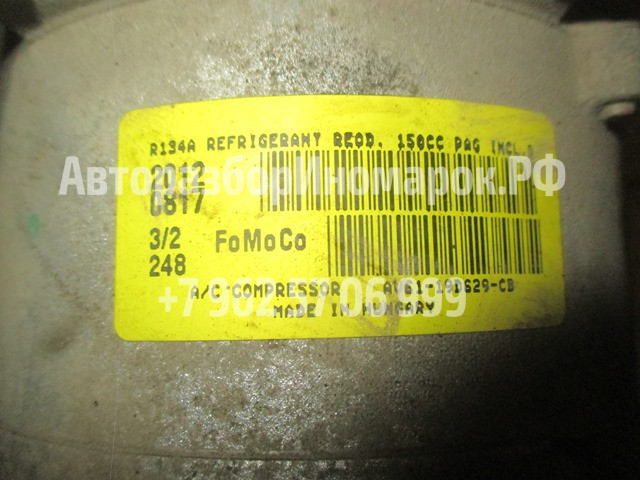 R134A REFRIGERANT REQD. 150CC PAG INCL.
2012
АвторазборИномарок.РФ
0817
3/2 FoMoCo
248
A/C COMPRESSOR AV61-19D629-CB
MADE IN HUNGARY